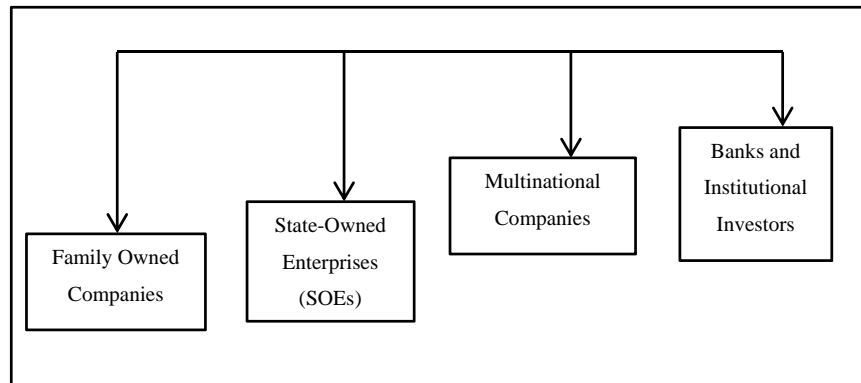 Family Owned
Companies
State-Owned
Enterprises
(SOEs)
Multinational
Companies
Banks and
Institutional
Investors